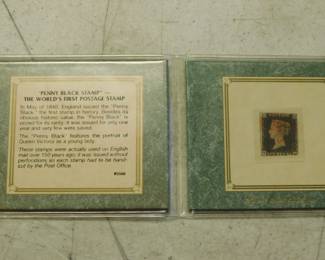 "PENNY BLACK STAMP" —
THE WORLD'S FIRST POSTAGE STAMP
In May of 1840, England issued the "Penny
Black" the first stamp in history. Besides its
obvious historic value, the "Penny Black" is
prized for its rarity. It was issued for only one
year and very few were saved.
The "Penny Black" features the portrait of
Queen Victoria as a young lady.
These stamps were actually used on English
mail over 150 years ago; it was issued without
perforations so each stamp had to be hand-
cut by the Post Office.